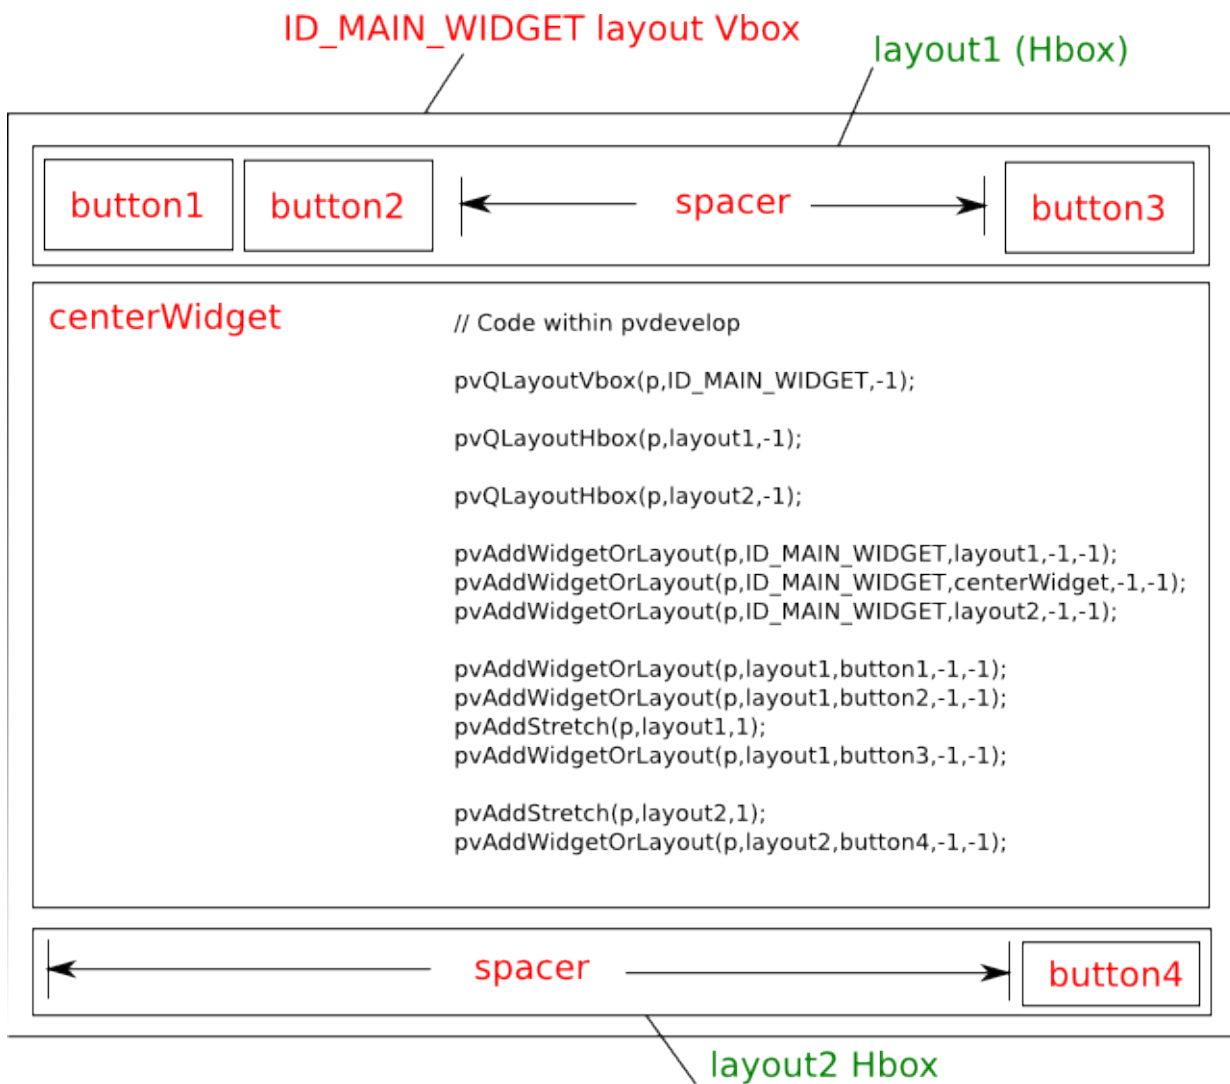 ID_MAIN_WIDGET layout Vbox
layout1 (Hbox)
button1 button2 spacer button3
centerWidget
// Code within pvdevelop
pvQLayoutVbox(p,ID_MAIN_WIDGET,-1);
pvQLayoutHbox(p,layout1,-1);
pvQLayoutHbox(p,layout2,-1);
pvAddWidgetOrLayout(p,ID_MAIN_WIDGET,layout1,-1,-1);
pvAddWidgetOrLayout(p,ID_MAIN_WIDGET,centerWidget,-1,-1);
pvAddWidgetOrLayout(p,ID_MAIN_WIDGET,layout2,-1,-1);
pvAddWidgetOrLayout(p,layout1,button1,-1,-1);
pvAddWidgetOrLayout(p,layout1,button2,-1,-1);
pvAddStretch(p,layout1,1);
pvAddWidgetOrLayout(p,layout1,button3,-1,-1);
pvAddStretch(p,layout2,1);
pvAddWidgetOrLayout(p,layout2,button4,-1,-1);
spacer button4
layout2 Hbox